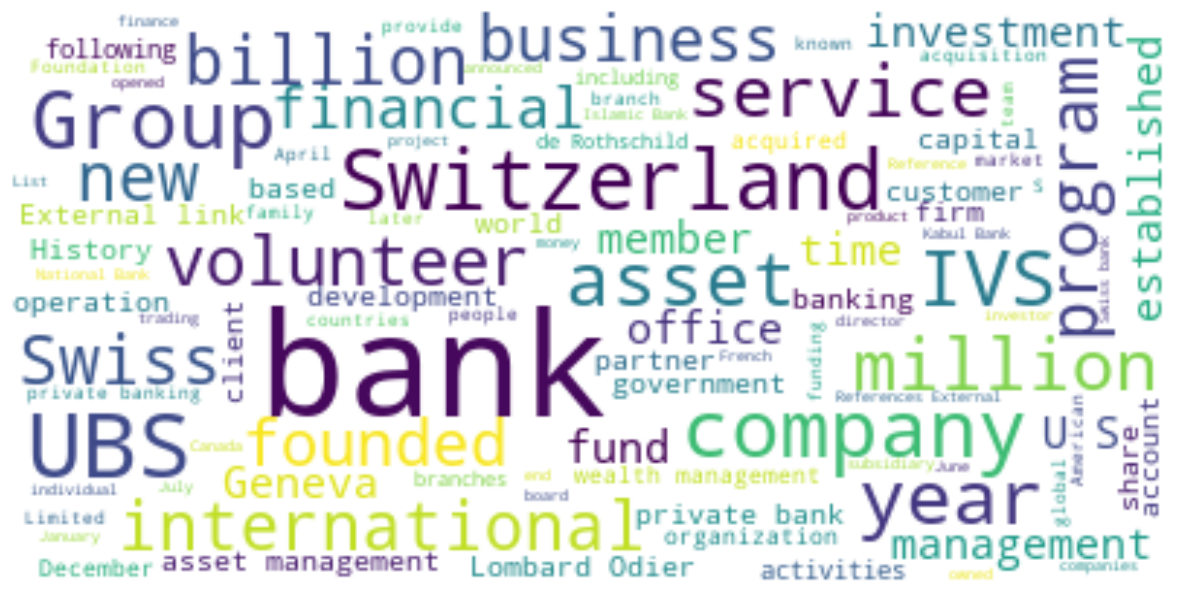 finance
provide
following
billion
business
known
investment
Foundation
opened
announced
including
acquisition
Group
financial
branch
Islamic Bank
service
team
program
established
project
de Rothschild
acquired
capital
new
April
Switzerland
Reference
market
List
based
customer
S
External link
family
later
world
product
firm
History
volunteer
money
member
time
Kabul Bank
Swiss bank
National Bank
asset
IVS
operation
development
banking
trading
client
countries
people
office
funding
director
investor
Swiss
bank
partner
French
million
private banking
government
References External
UBS
Canada
founded
fund
company
U S
American
share
account
Geneva
branches
end
wealth management
subsidiary
June
global
individual
July
board
year
Limited
international
private bank
January
organization
management
December
asset management
Lombard Odier
activities
owned
companies